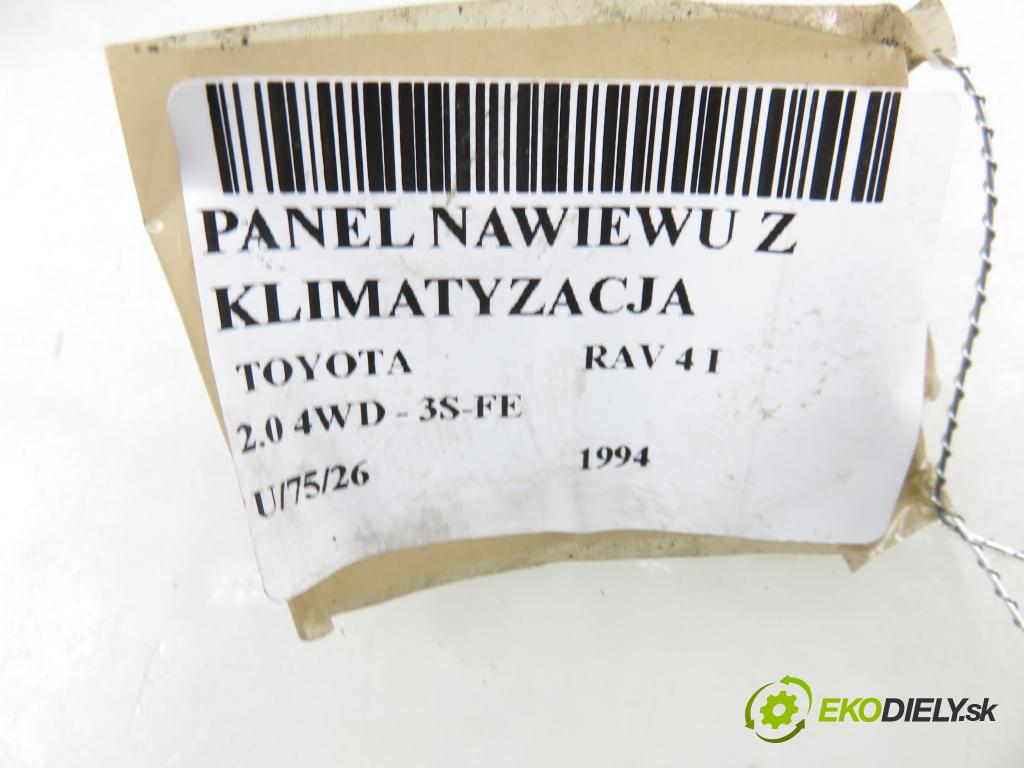 PANEL NAWIEWU Z
KLIMATYZACJA
TOYOTA RAV 4 I
2.0 4WD - 3S-FE
U/75/26 1994
EKODIELY.sk